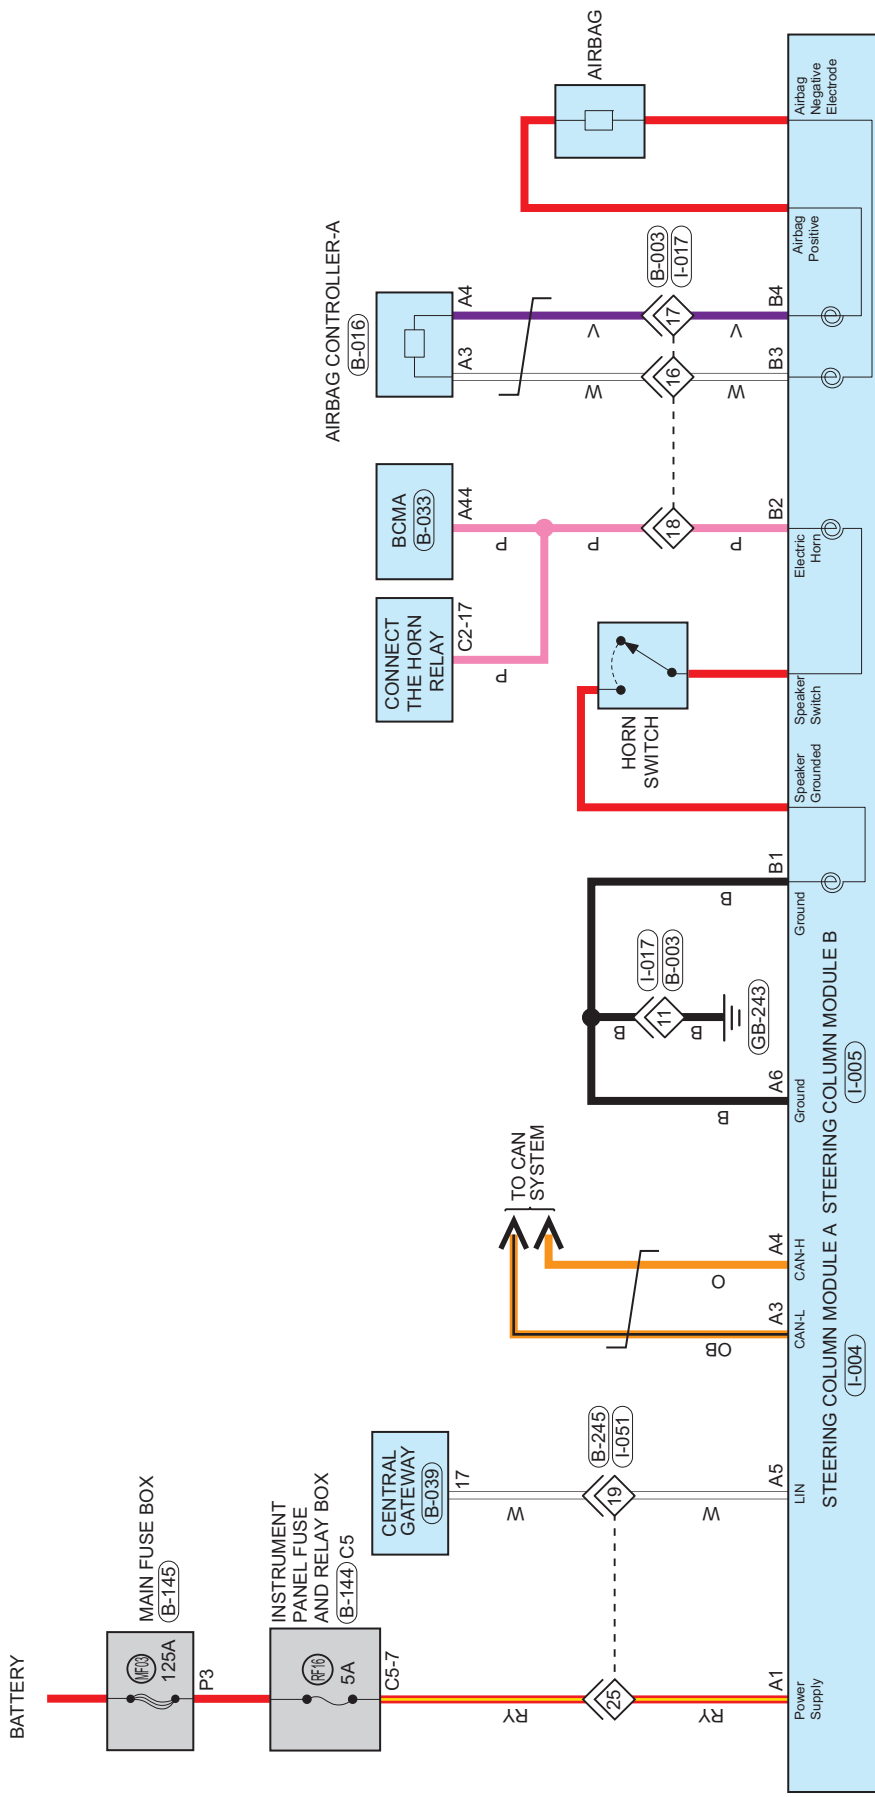 BATTERY
MAIN FUSE BOX
B-145
MF03
125A
P3
INSTRUMENT
PANEL FUSE
AND RELAY BOX
B-144 C5
RF16
5A
C5-7
RY
25
RY
A1
Power
Supply
CENTRAL
GATEWAY
B-039
17
W
B-245
I-051
19
W
A5
LIN
TO CAN
SYSTEM
OB
O
A3
CAN-L
A4
CAN-H
B
A6
Ground
I-017
B-003
B
11
B
GB-243
B
B1
Ground
HORN
SWITCH
Speaker
Grounded
Speaker
Switch
CONNECT
THE HORN
RELAY
C2-17
P
BCMA
B-033
A44
P
P
18
P
B2
Electric
Horn
AIRBAG CONTROLLER-A
B-016
A3
A4
W
V
B-003
I-017
16
17
W
V
B3
B4
AIRBAG
Airbag
Positive
Airbag
Negative
Electrode
STEERING COLUMN MODULE A
I-004
STEERING COLUMN MODULE B
I-005